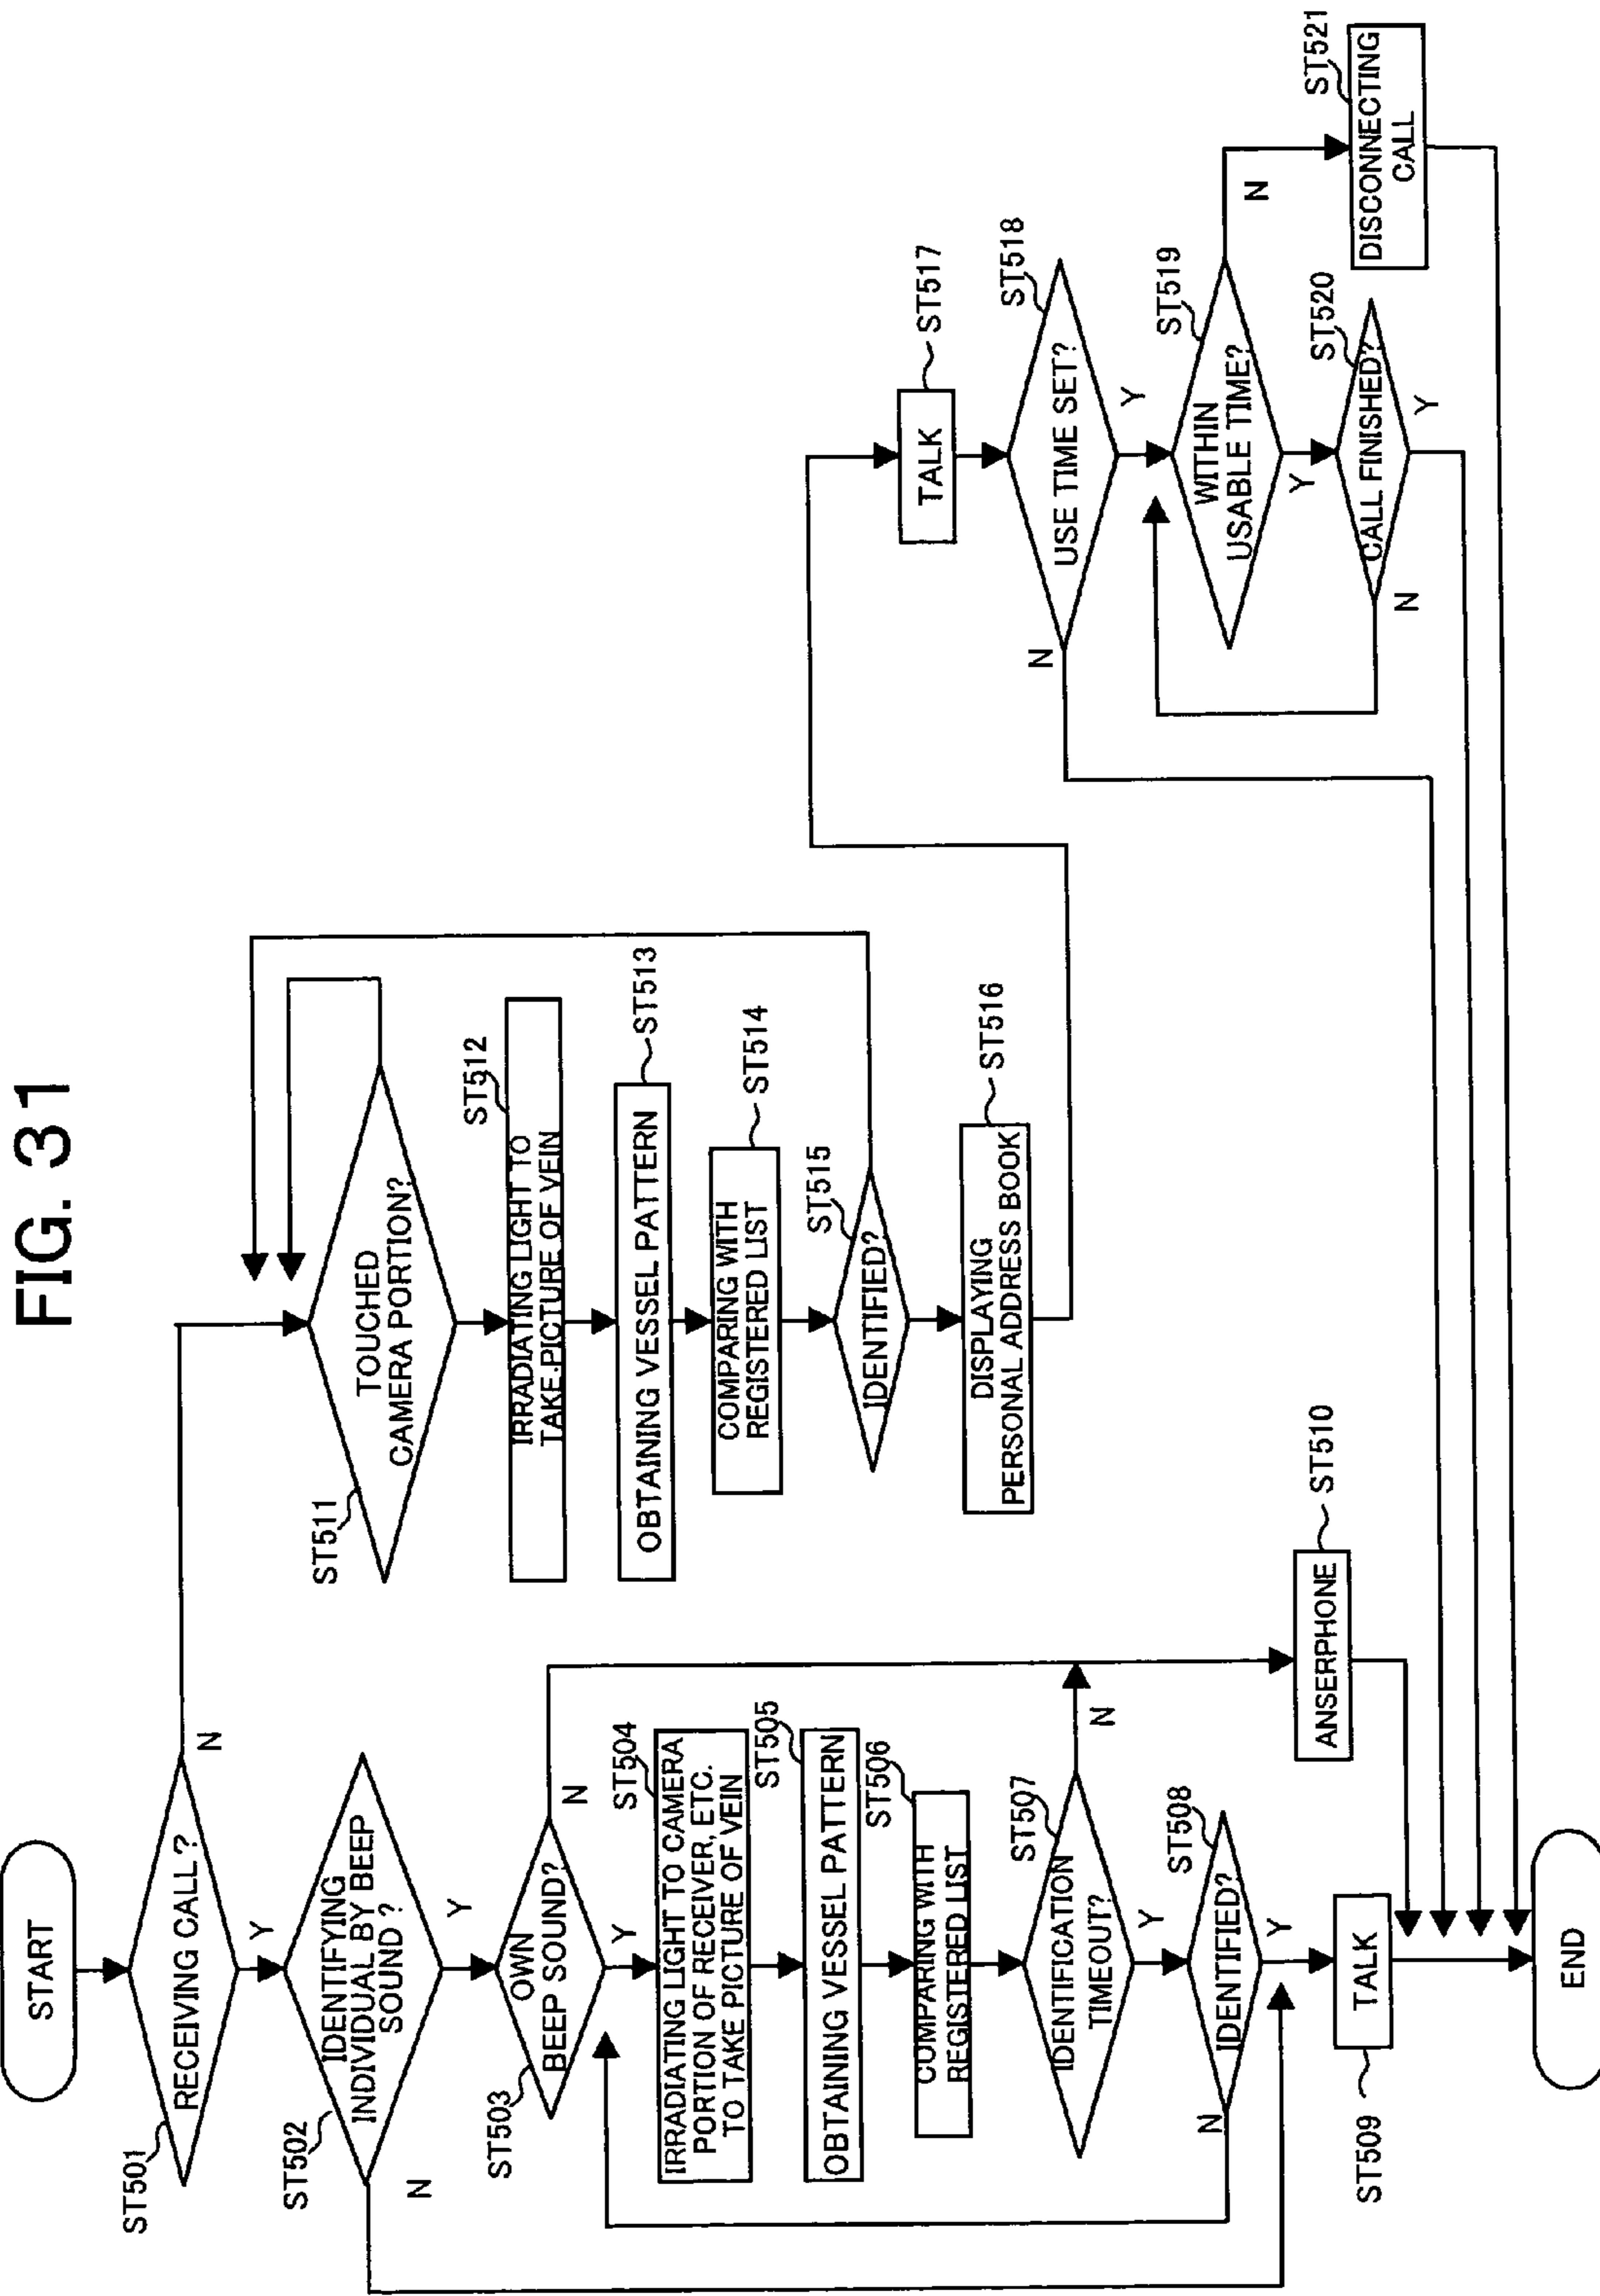 FIG. 31
START
ST501
RECEIVING CALL?
N
Y
ST502
IDENTIFYING
INDIVIDUAL BY BEEP
SOUND?
N
Y
ST503
OWN
BEEP SOUND?
N
Y
ST504
IRRADIATING LIGHT TO CAMERA
PORTION OF RECEIVER, ETC.
TO TAKE PICTURE OF VEIN
ST505
OBTAINING VESSEL PATTERN
ST506
COMPARING WITH
REGISTERED LIST
ST507
IDENTIFICATION
TIMEOUT?
N
Y
ST508
IDENTIFIED?
N
Y
ST509
TALK
ST510
ANSERPHONE
END
ST511
TOUCHED
CAMERA PORTION?
ST512
IRRADIATING LIGHT TO
TAKE.PICTURE OF VEIN
ST513
OBTAINING VESSEL PATTERN
ST514
COMPARING WITH
REGISTERED LIST
ST515
IDENTIFIED?
ST516
DISPLAYING
PERSONAL ADDRESS BOOK
ST517
TALK
ST518
USE TIME SET?
N
Y
ST519
WITHIN
USABLE TIME?
N
Y
ST520
CALL FINISHED?
N
Y
ST521
DISCONNECTING
CALL